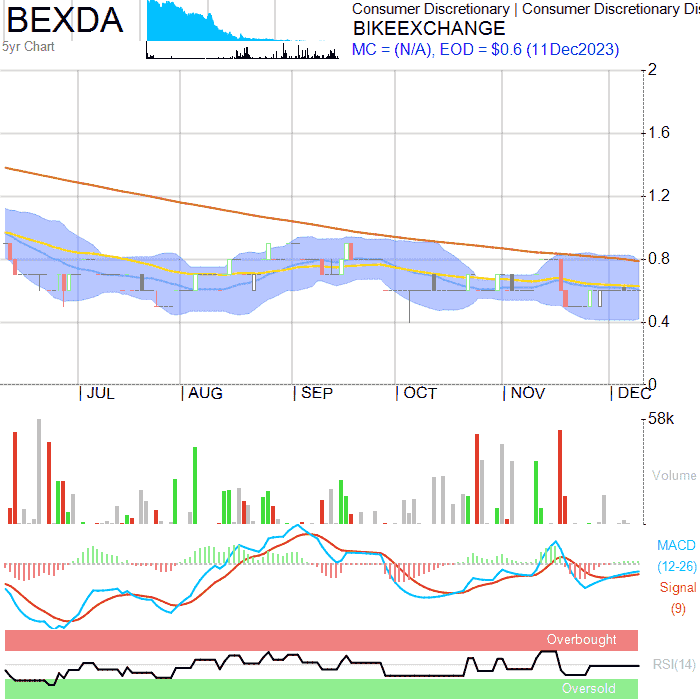 BEXDA
5yr Chart
Consumer Discretionary | Consumer Discretionary Dis
BIKEEXCHANGE
MC = (N/A), EOD = $0.6 (11Dec2023)
2
1.6
1.2
0.8
0.4
0
JUL AUG SEP OCT NOV DEC
58K
Volume
MACD
(12-26)
Signal
(9)
Overbought
RSI(14)
Oversold